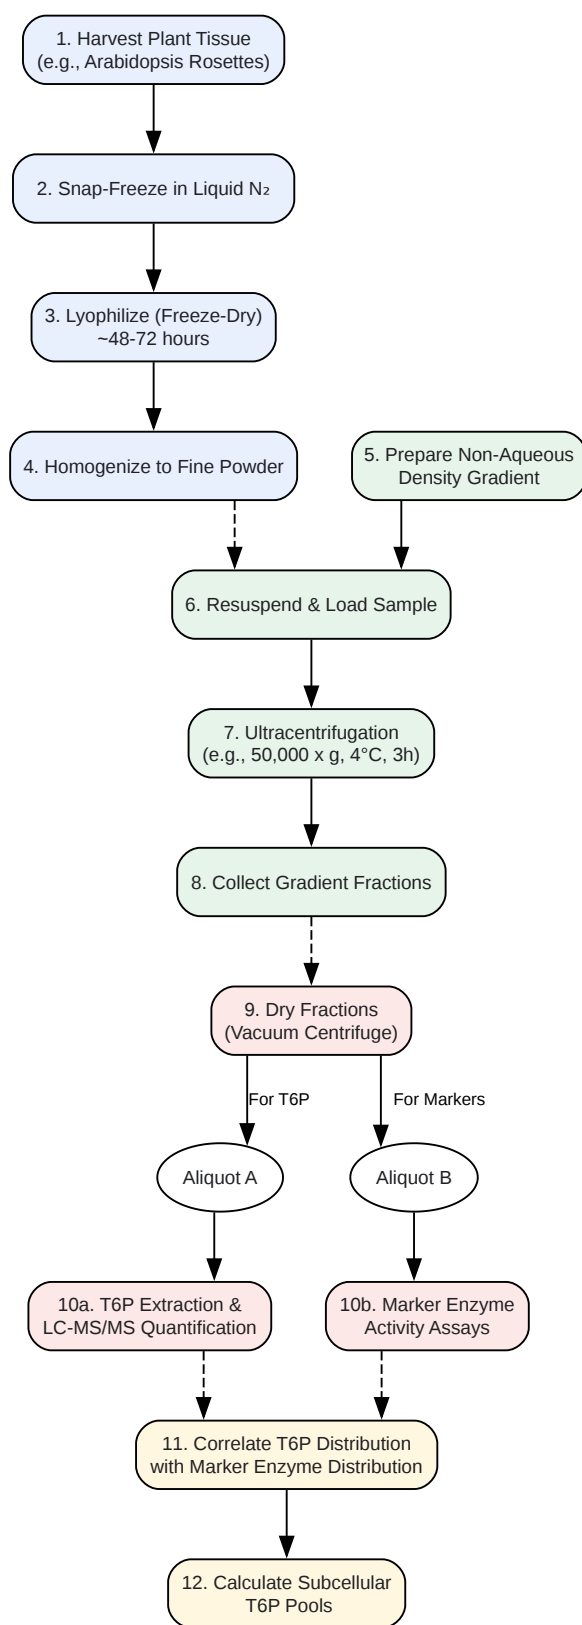 1. Harvest Plant Tissue
(e.g., Arabidopsis Rosettes)
2. Snap-Freeze in Liquid N₂
3. Lyophilize (Freeze-Dry)
~48-72 hours
4. Homogenize to Fine Powder
5. Prepare Non-Aqueous
Density Gradient
6. Resuspend & Load Sample
7. Ultracentrifugation
(e.g., 50,000 x g, 4°C, 3h)
8. Collect Gradient Fractions
9. Dry Fractions
(Vacuum Centrifuge)
For T6P
For Markers
Aliquot A
Aliquot B
10a. T6P Extraction &
LC-MS/MS Quantification
10b. Marker Enzyme
Activity Assays
11. Correlate T6P Distribution
with Marker Enzyme Distribution
12. Calculate Subcellular
T6P Pools